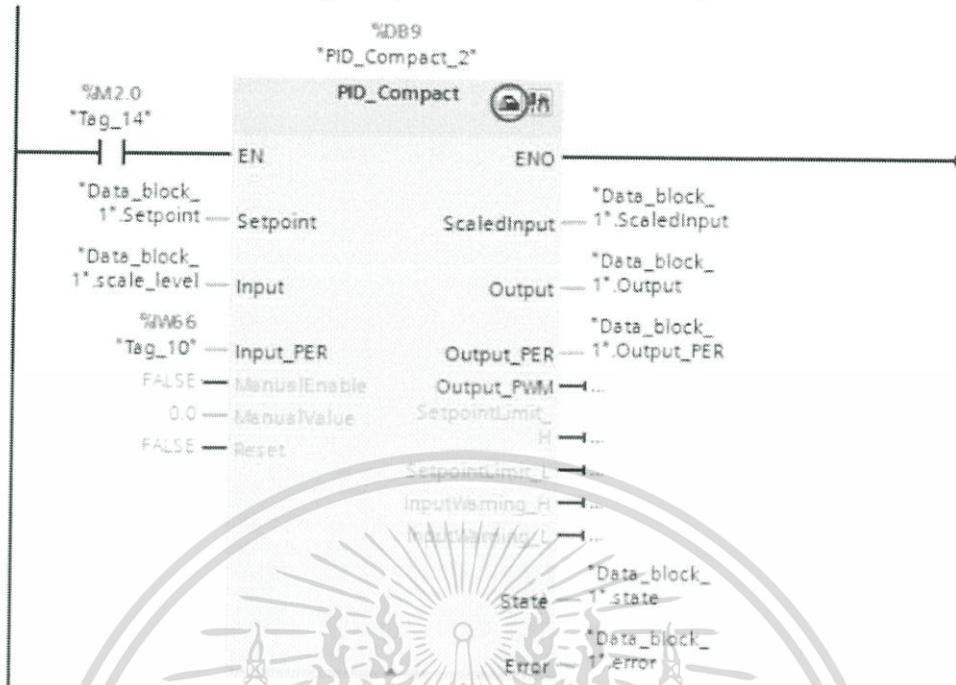 %DB9
"PID_Compact_2"
%M2.0
"Tag_14"
PID_Compact
EN
ENO
"Data_block_
1".Setpoint
Setpoint
ScaledInput
"Data_block_
1".ScaledInput
"Data_block_
1".scale_level
Input
Output
"Data_block_
1".Output
%IW66
"Tag_10"
Input_PER
Output_PER
"Data_block_
1".Output_PER
FALSE
ManualEnable
Output_PWM
...
0.0
ManualValue
SetpointLimit_
H
...
FALSE
Reset
SetpointLimit_L
...
InputWarning_H
...
InputWarning_L
...
State
"Data_block_
1".state
Error
"Data_block_
1".error